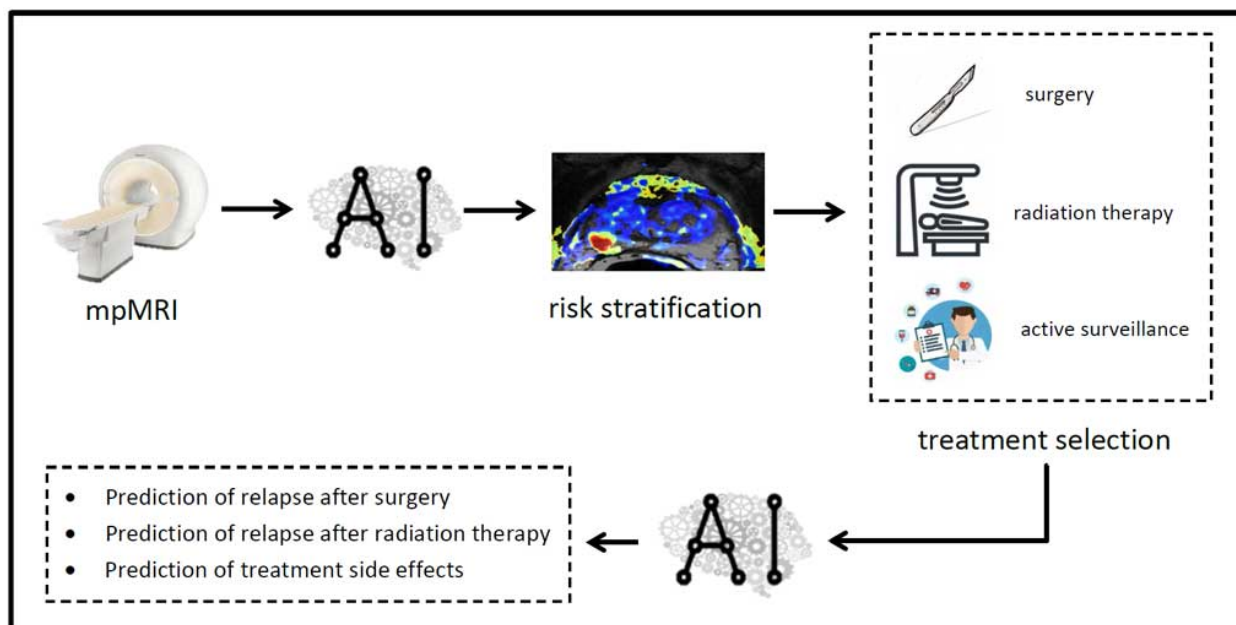 surgery
AI
radiation therapy
mpMRI
risk stratification
active surveillance
treatment selection
• Prediction of relapse after surgery
• Prediction of relapse after radiation therapy
• Prediction of treatment side effects
AI